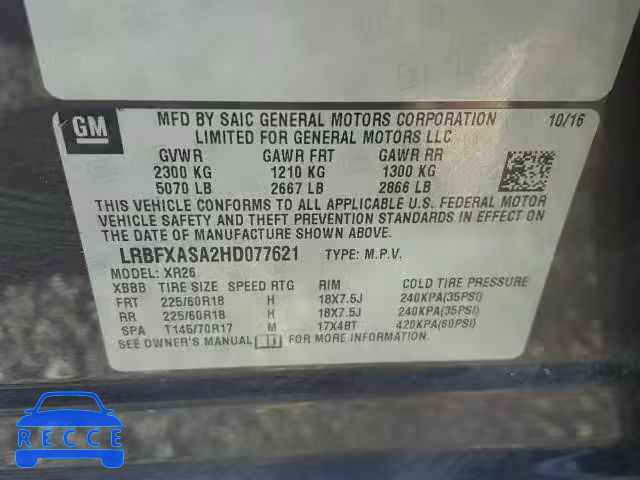 GM
MFD BY SAIC GENERAL MOTORS CORPORATION 10/16
LIMITED FOR GENERAL MOTORS LLC
GVWR GAWR FRT GAWR RR
2300 KG 1210 KG 1300 KG
5070 LB 2667 LB 2866 LB
THIS VEHICLE CONFORMS TO ALL APPLICABLE U.S. FEDERAL MOTOR
VEHICLE SAFETY AND THEFT PREVENTION STANDARDS IN EFFECT ON
THE DATE OF MANUFACTURE SHOWN ABOVE.
LRBFXASA2HD077621 TYPE: M.P.V.
MODEL: XR26
XBBB TIRE SIZE SPEED RTG RIM COLD TIRE PRESSURE
FRT 225/60R18 H 18X7.5J 240KPA(35PSI)
RR 225/60R18 H 18X7.5J 240KPA(35PSI)
SPA T145/70R17 M 17X4BT 420KPA(60PSI)
SEE OWNER'S MANUAL FOR MORE INFORMATION.
RECCE